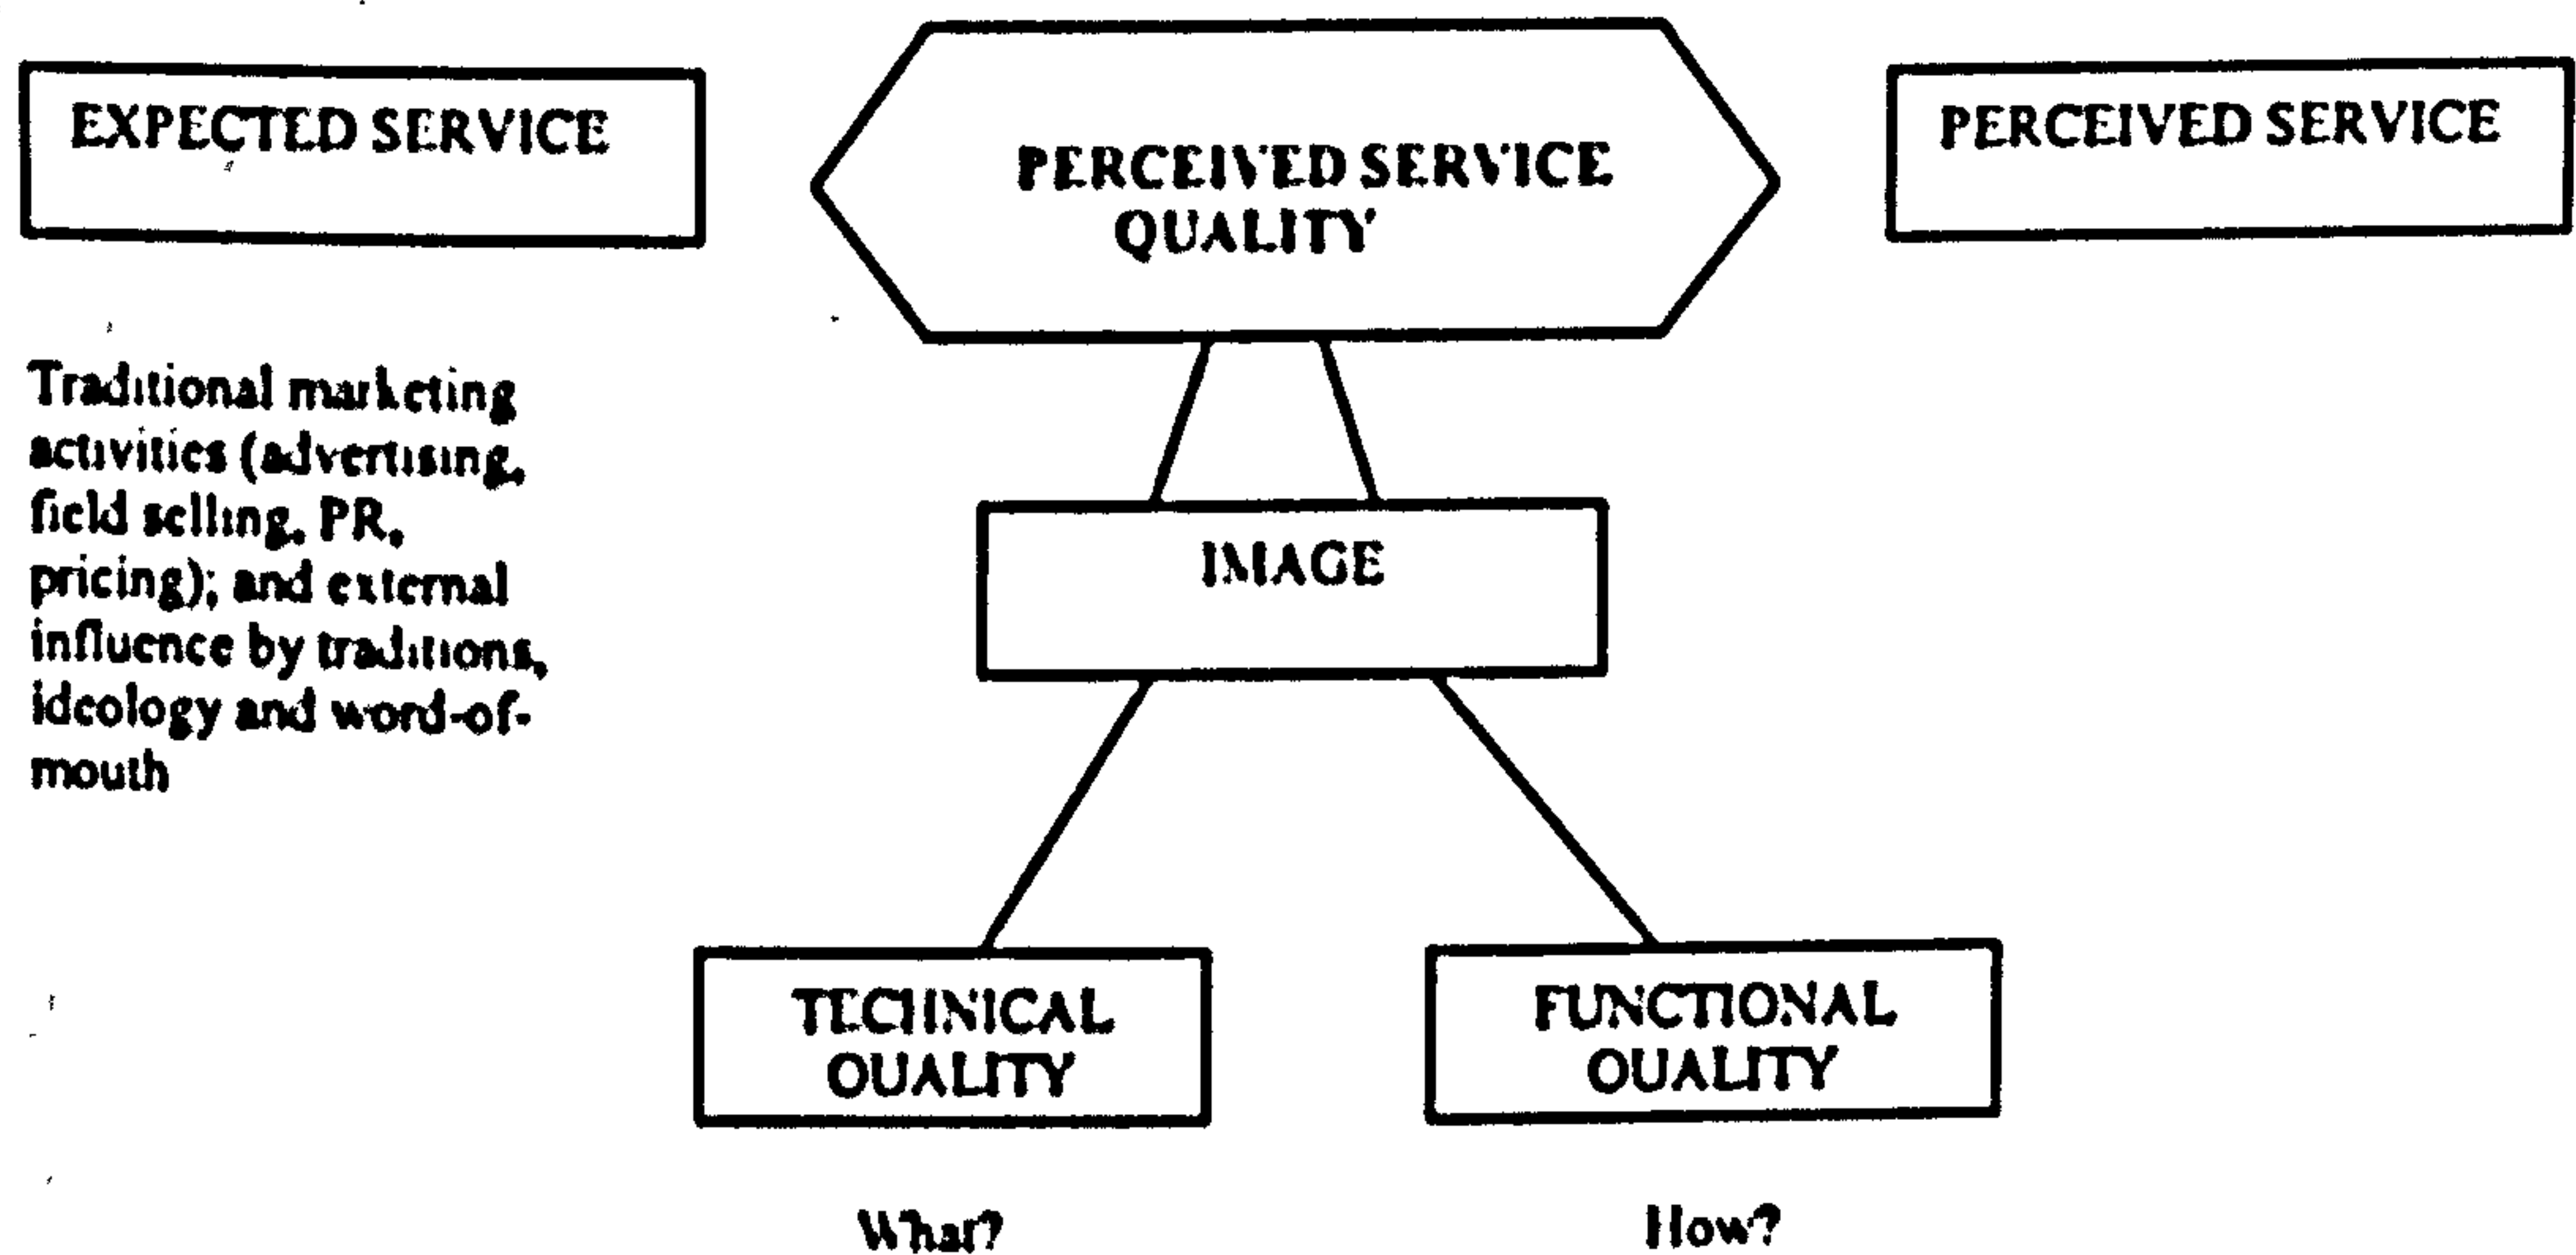 EXPECTED SERVICE
PERCEIVED SERVICE
QUALITY
PERCEIVED SERVICE
Traditional marketing
activities (advertising,
field selling, PR,
pricing); and external
influence by traditions,
ideology and word-of-
mouth
IMAGE
TECHNICAL
QUALITY
FUNCTIONAL
QUALITY
What?
How?